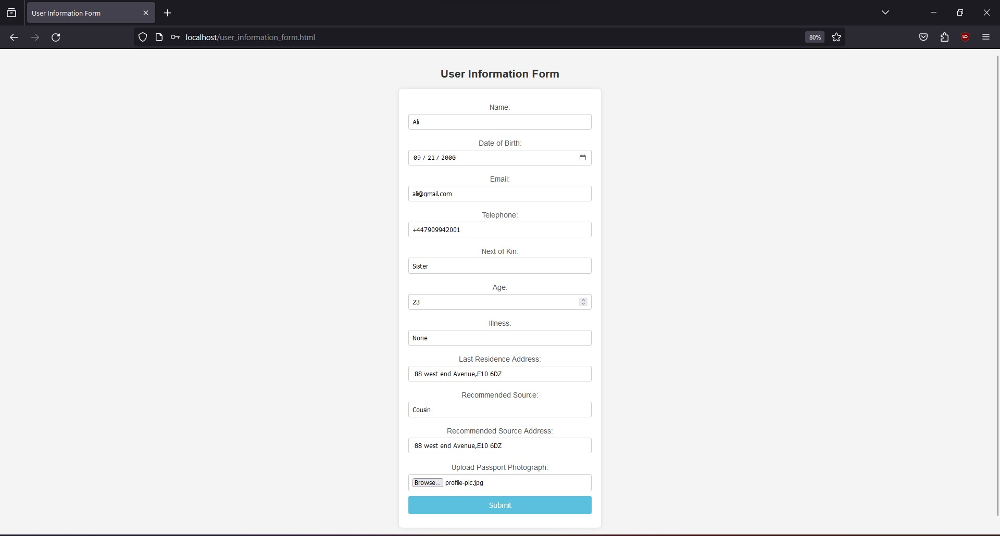 User Information Form
localhost/user_information_form.html
80%
User Information Form
Name:
Ali
Date of Birth:
09 / 21 / 2000
Email:
ali@gmail.com
Telephone:
+447909942001
Next of Kin:
Sister
Age:
23
Illness:
None
Last Residence Address:
88 west end Avenue,E10 6DZ
Recommended Source:
Cousin
Recommended Source Address:
88 west end Avenue,E10 6DZ
Upload Passport Photograph:
Browse... profile-pic.jpg
Submit